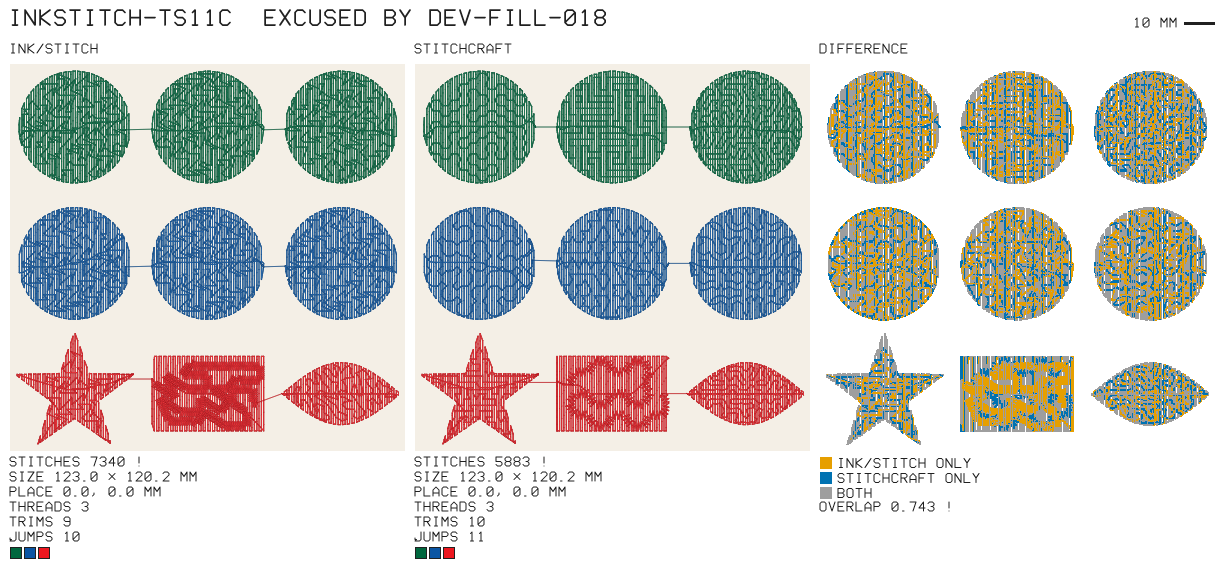 INKSTITCH-TS11C  EXCUSED BY DEV-FILL-018
10 MM
INK/STITCH
STITCHCRAFT
DIFFERENCE
STITCHES 7340 !
SIZE 123.0 × 120.2 MM
PLACE 0.0, 0.0 MM
THREADS 3
TRIMS 9
JUMPS 10
STITCHES 5883 !
SIZE 123.0 × 120.2 MM
PLACE 0.0, 0.0 MM
THREADS 3
TRIMS 10
JUMPS 11
INK/STITCH ONLY
STITCHCRAFT ONLY
BOTH
OVERLAP 0.743 !